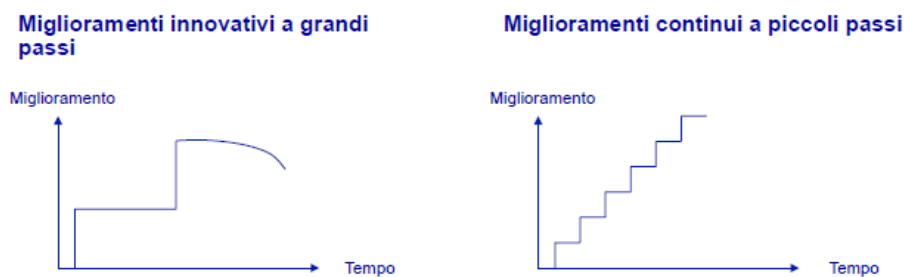 Miglioramenti innovativi a grandi
passi
Miglioramento
Tempo
Miglioramenti continui a piccoli passi
Miglioramento
Tempo